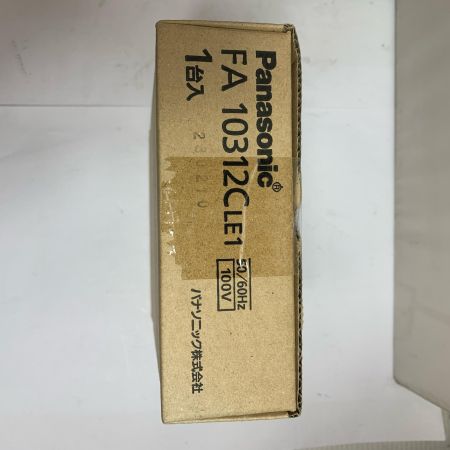 Panasonic®
FA 10312CLE1
50/60Hz
100V
1台入
パナソニック株式会社